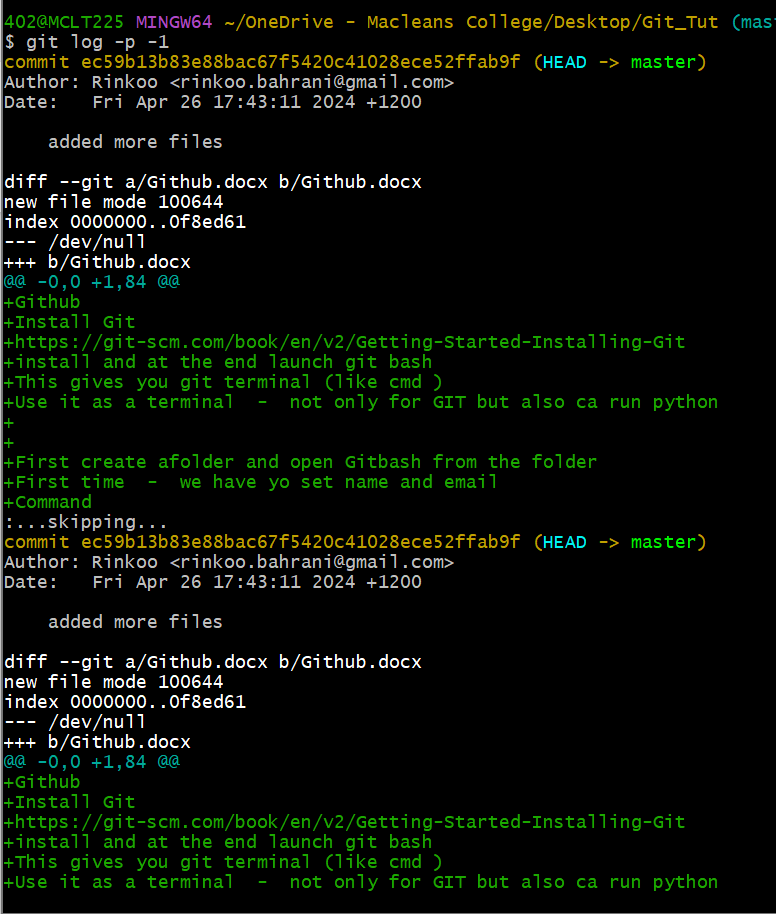 402@MCLT225 MINGW64 ~/OneDrive - Macleans College/Desktop/Git_Tut (mas
$ git log -p -1
commit ec59b13b83e88bac67f5420c41028ece52ffab9f (HEAD -> master)
Author: Rinkoo <rinkoo.bahrani@gmail.com>
Date:   Fri Apr 26 17:43:11 2024 +1200
    added more files
diff --git a/Github.docx b/Github.docx
new file mode 100644
index 0000000..0f8ed61
--- /dev/null
+++ b/Github.docx
@@ -0,0 +1,84 @@
+Github
+Install Git
+https://git-scm.com/book/en/v2/Getting-Started-Installing-Git
+install and at the end launch git bash
+This gives you git terminal (like cmd )
+Use it as a terminal  -  not only for GIT but also ca run python
+
+
+First create afolder and open Gitbash from the folder
+First time  -  we have yo set name and email
+Command
:...skipping...
commit ec59b13b83e88bac67f5420c41028ece52ffab9f (HEAD -> master)
Author: Rinkoo <rinkoo.bahrani@gmail.com>
Date:   Fri Apr 26 17:43:11 2024 +1200
    added more files
diff --git a/Github.docx b/Github.docx
new file mode 100644
index 0000000..0f8ed61
--- /dev/null
+++ b/Github.docx
@@ -0,0 +1,84 @@
+Github
+Install Git
+https://git-scm.com/book/en/v2/Getting-Started-Installing-Git
+install and at the end launch git bash
+This gives you git terminal (like cmd )
+Use it as a terminal  -  not only for GIT but also ca run python